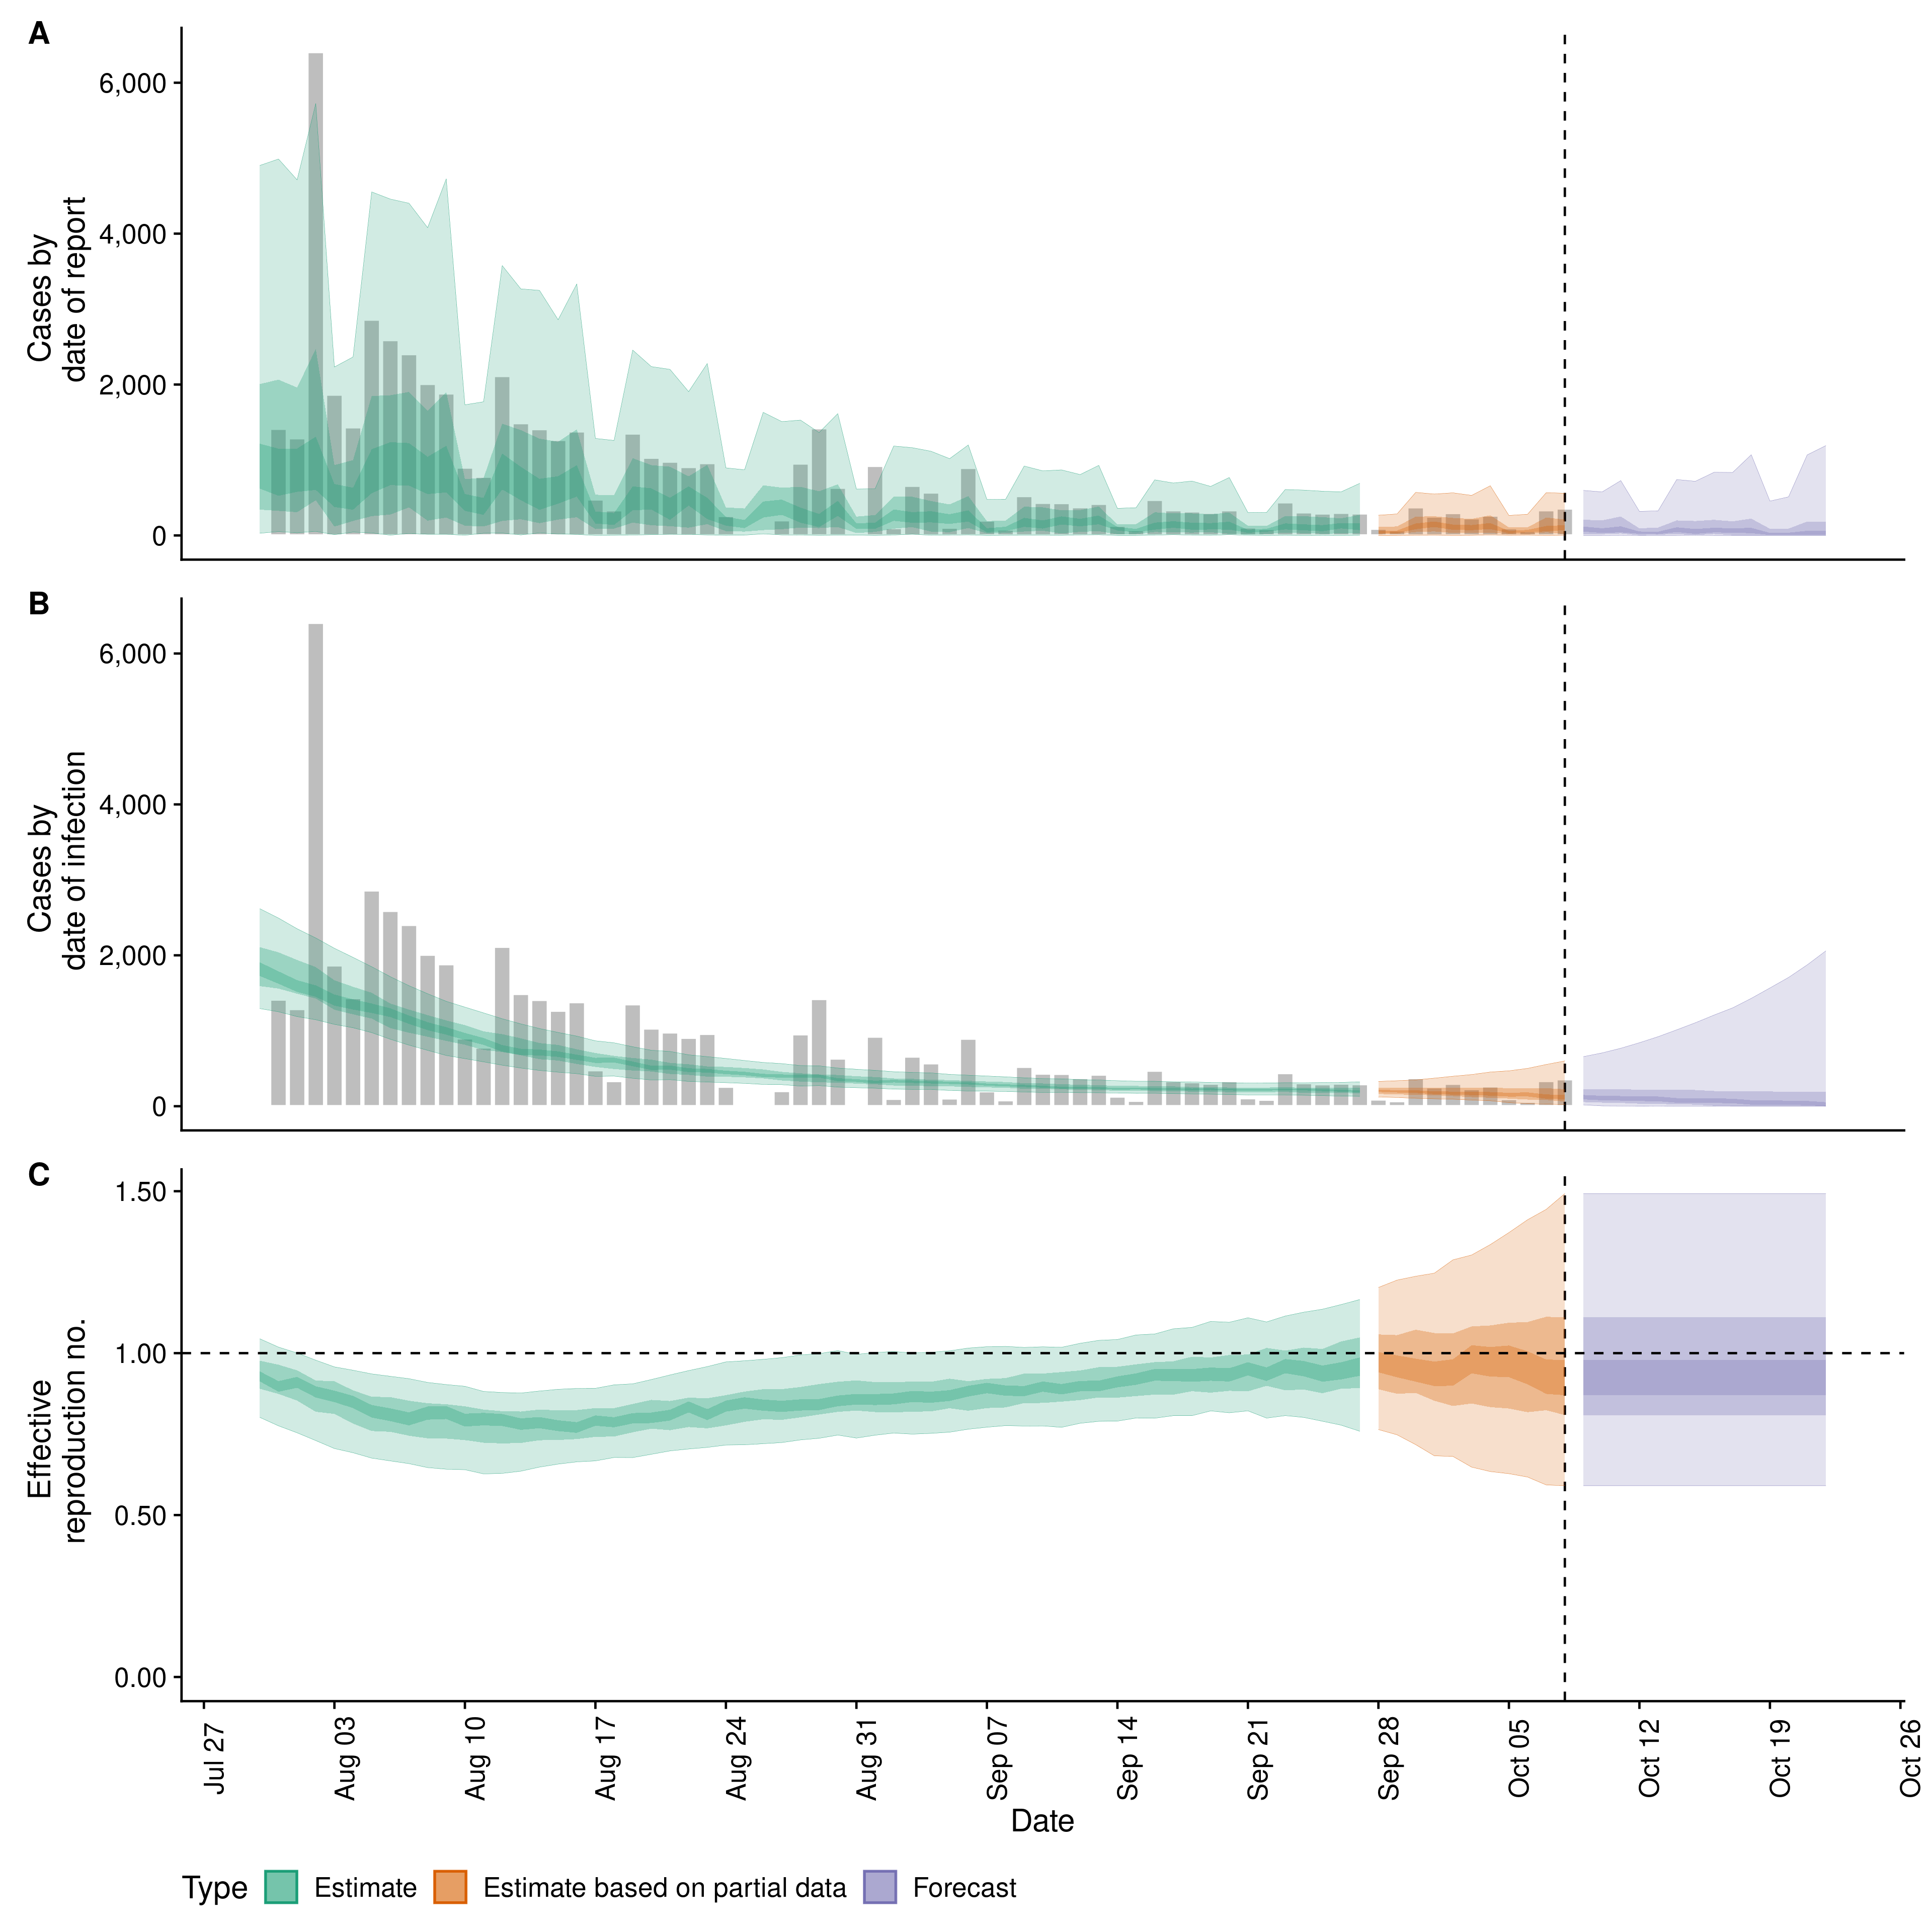 A
6,000
4,000
2,000
0
Cases by
date of report
B
6,000
4,000
2,000
0
Cases by
date of infection
C
1.50
1.00
0.50
0.00
Effective
reproduction no.
Jul 27
Aug 03
Aug 10
Aug 17
Aug 24
Aug 31
Sep 07
Sep 14
Sep 21
Sep 28
Oct 05
Oct 12
Oct 19
Oct 26
Date
Type Estimate Estimate based on partial data Forecast